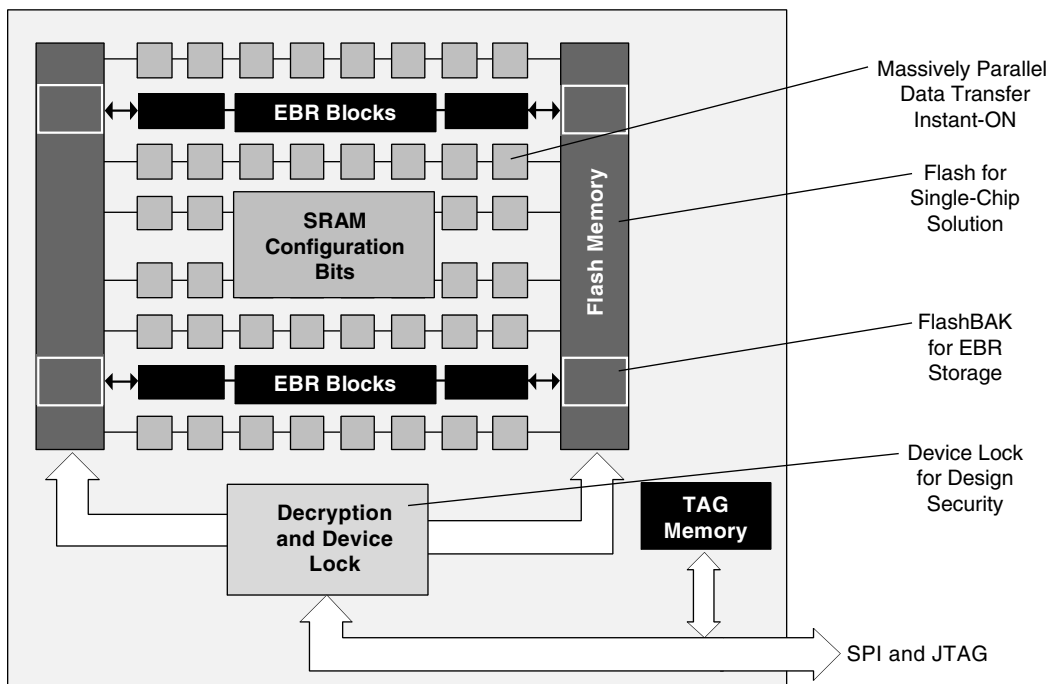 EBR Blocks
SRAM
Configuration
Bits
EBR Blocks
Flash Memory
Decryption
and Device
Lock
TAG
Memory
Massively Parallel
Data Transfer
Instant-ON
Flash for
Single-Chip
Solution
FlashBAK
for EBR
Storage
Device Lock
for Design
Security
SPI and JTAG